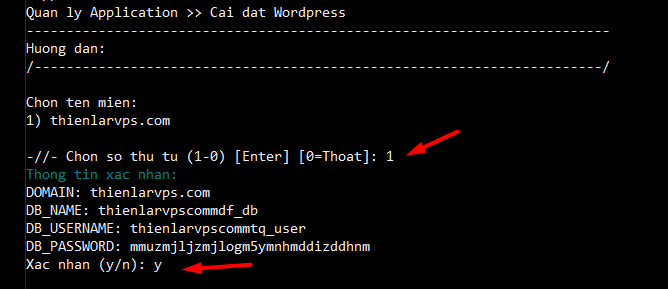 Quan ly Application >> Cai dat Wordpress
-------------------------------------------------------------------------
Huong dan:
/-----------------------------------------------------------------------/
Chon ten mien:
1) thienlarvps.com
-//- Chon so thu tu (1-0) [Enter] [0=Thoat]: 1
Thong tin xac nhan:
DOMAIN: thienlarvps.com
DB_NAME: thienlarvpscommdf_db
DB_USERNAME: thienlarvpscommtq_user
DB_PASSWORD: mmuzmjljzmjlogm5ymnhmddizddhnm
Xac nhan (y/n): y